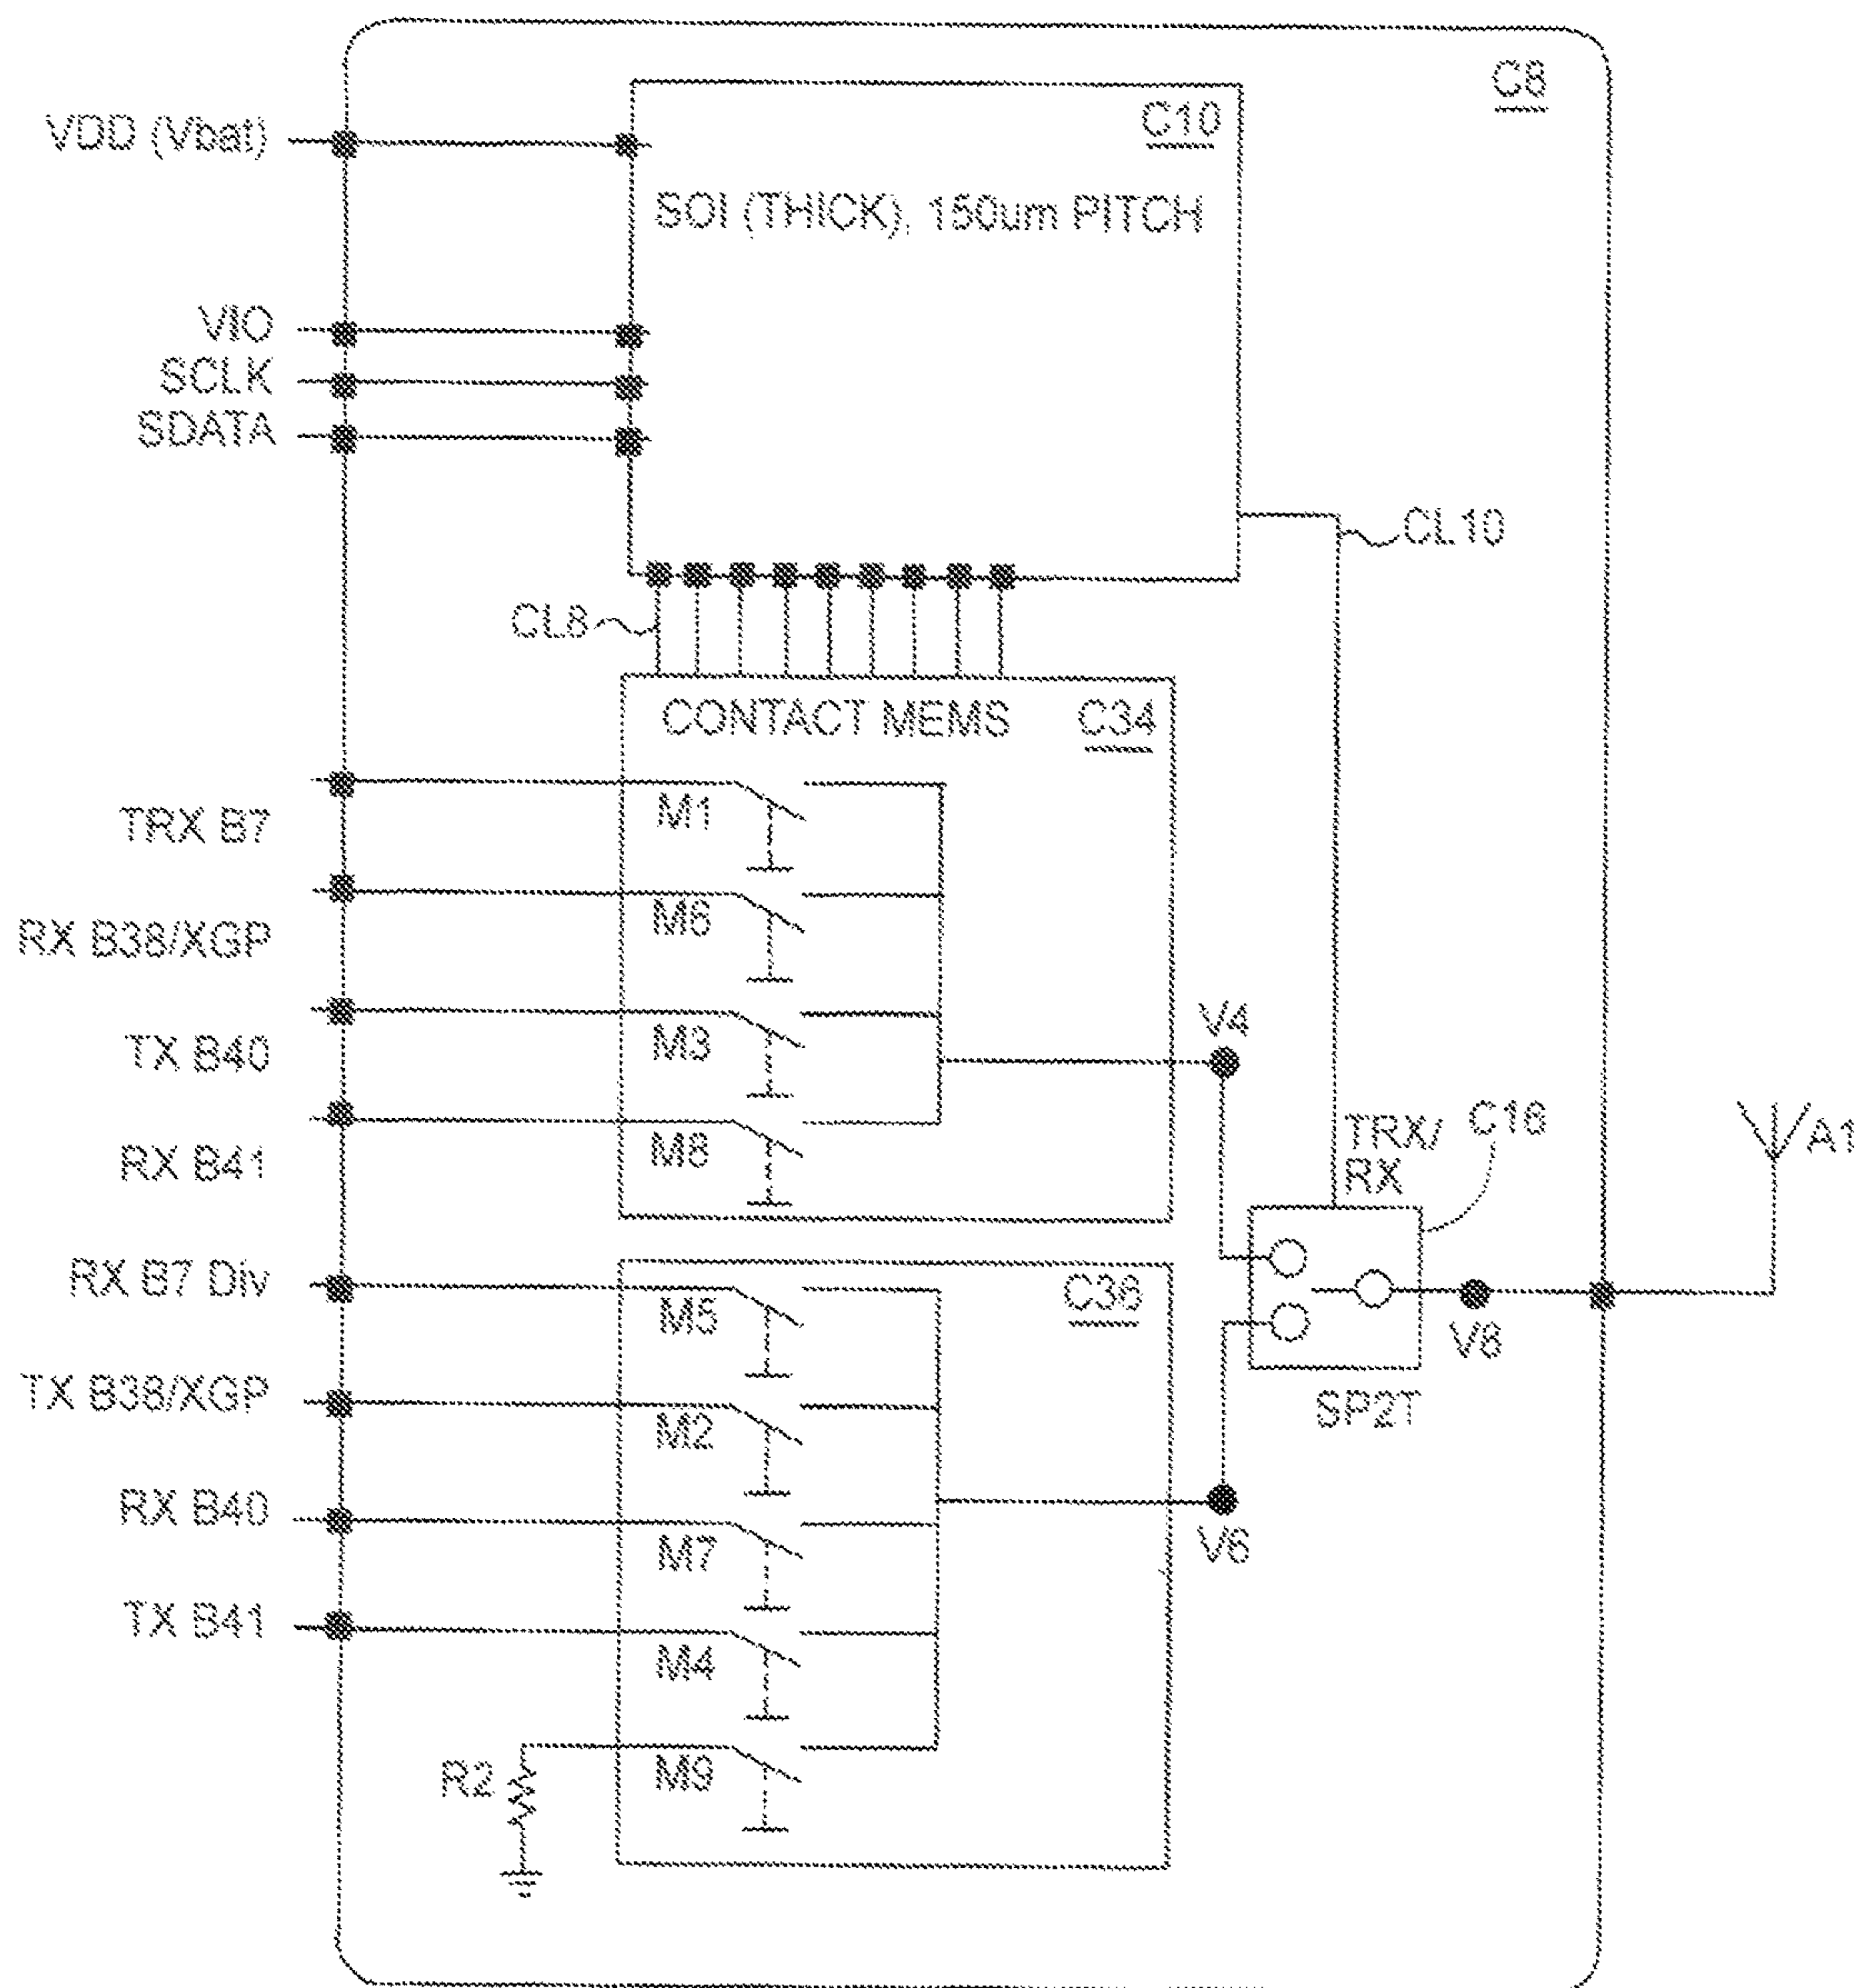 C8
VDD (Vbat)
C10
SOI (THICK), 150um PITCH
VIO
SCLK
SDATA
CL10
CL8
CONTACT MEMS
C34
TRX B7
M1
RX B38/XGP
M6
TX B40
M3
V4
RX B41
M8
TRX/
RX
C16
A1
RX B7 Div
M5
C36
V8
TX B38/XGP
M2
SP2T
RX B40
M7
V6
TX B41
M4
R2
M9